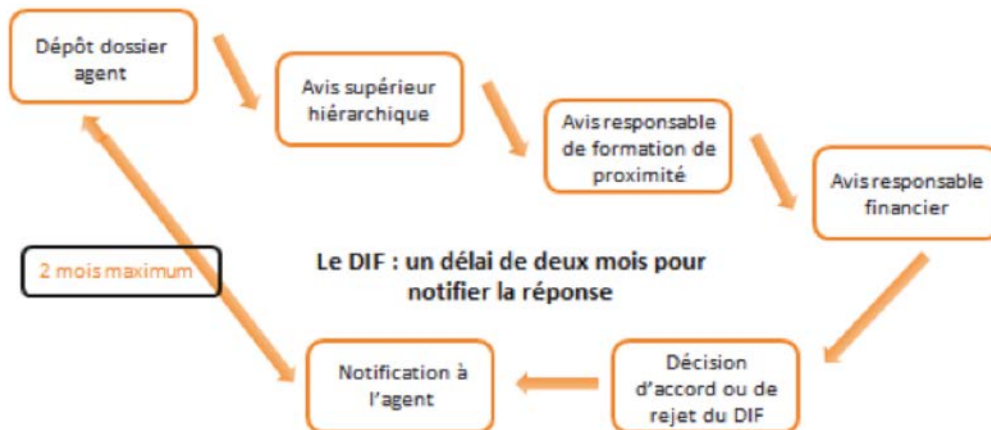 Dépôt dossier
agent
Avis supérieur
hiérarchique
Avis responsable
de formation de
proximité
Avis responsable
financier
2 mois maximum
Le DIF : un délai de deux mois pour
notifier la réponse
Notification à
l'agent
Décision
d'accord ou de
rejet du DIF